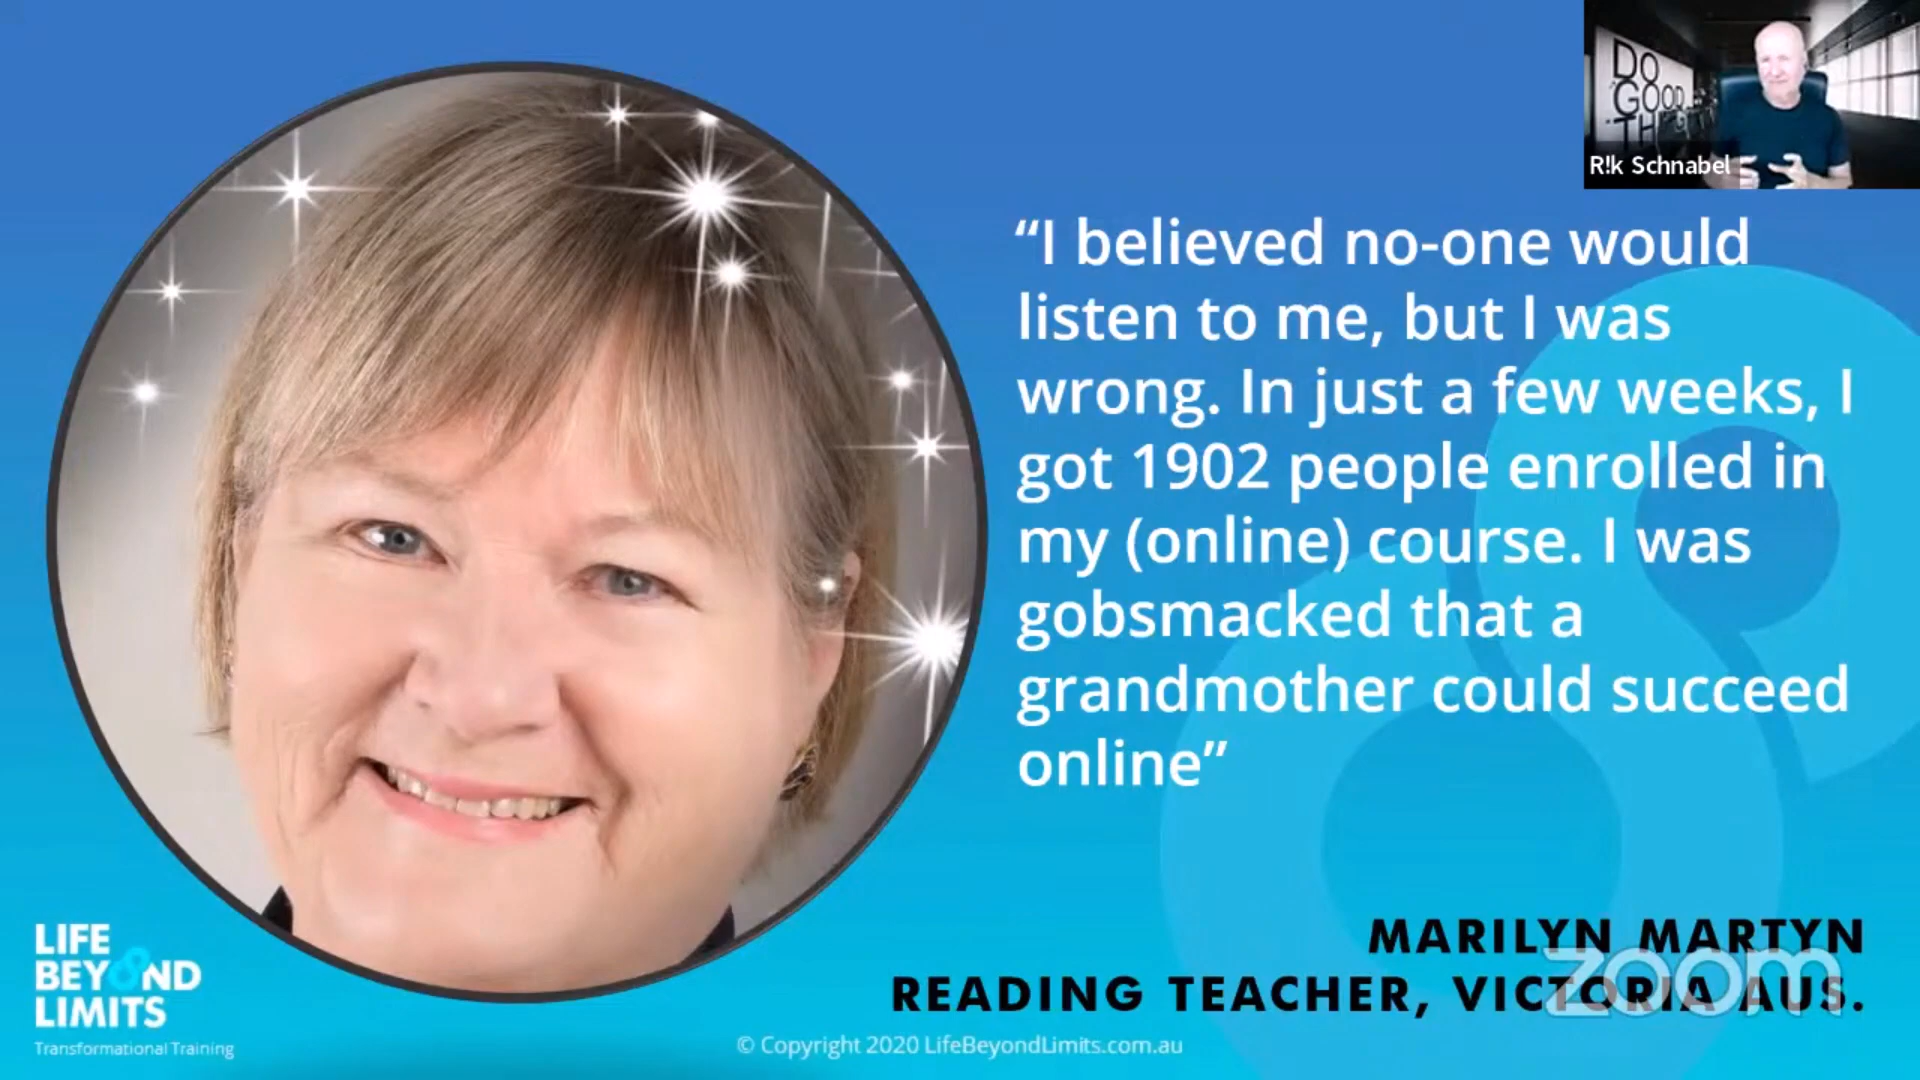 DO
GOOD
R!k Schnabel
“I believed no-one would
listen to me, but I was
wrong. In just a few weeks, I
got 1902 people enrolled in
my (online) course. I was
gobsmacked that a
grandmother could succeed
online”
MARILYN MARTYN
READING TEACHER, VICTORIA AUS.
zoom
LIFE
BEYOND
LIMITS
Transformational Training
© Copyright 2020 LifeBeyondLimits.com.au